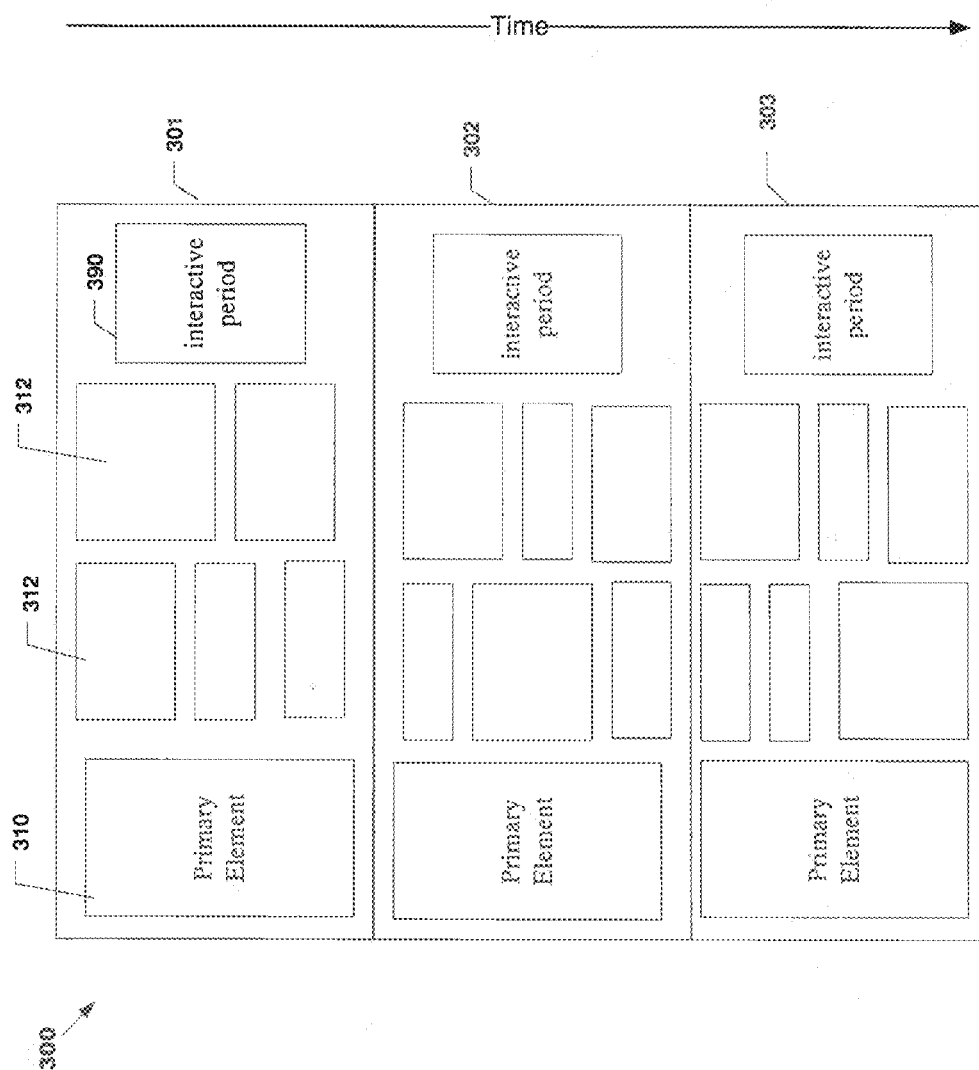 Time
301
302
303
390
interactive
period
interactive
period
interactive
period
312
312
310
Primary
Element
Primary
Element
Primary
Element
300